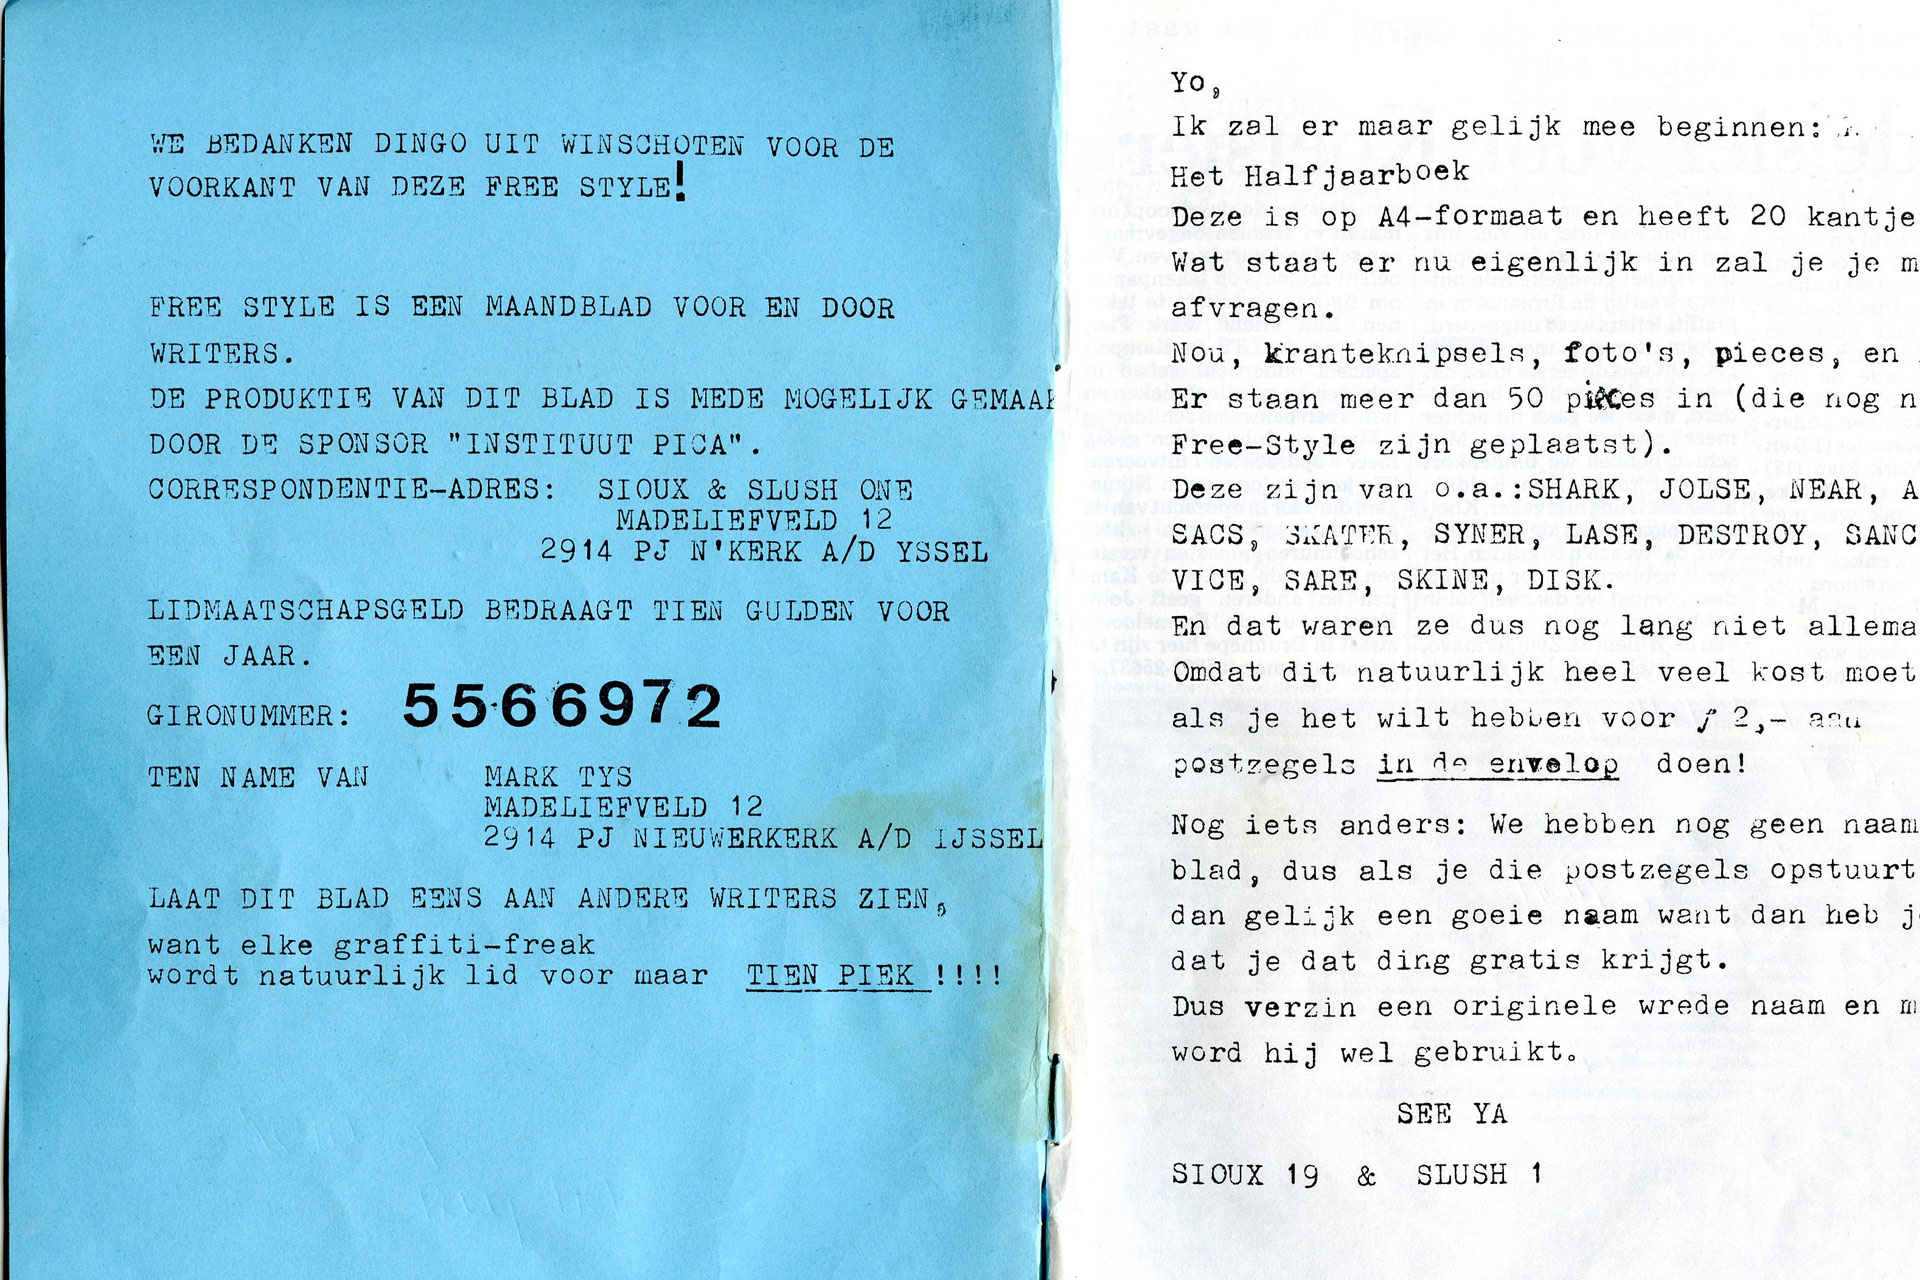 WE BEDANKEN DINGO UIT WINSCHOTEN VOOR DE
VOORKANT VAN DEZE FREE STYLE!
FREE STYLE IS EEN MAANDBLAD VOOR EN DOOR
WRITERS.
DE PRODUKTIE VAN DIT BLAD IS MEDE MOGELIJK GEMAA
DOOR DE SPONSOR "INSTITUUT PICA".
CORRESPONDENTIE-ADRES: SIOUX & SLUSH ONE
MADELIEFVELD 12
2914 PJ N'KERK A/D YSSEL
LIDMAATSCHAPSGELD BEDRAAGT TIEN GULDEN VOOR
EEN JAAR.
GIRONUMMER: 5566972
TEN NAME VAN MARK TYS
MADELIEFVELD 12
2914 PJ NIEUWERKERK A/D IJSSEL
LAAT DIT BLAD EENS AAN ANDERE WRITERS ZIEN,
want elke graffiti-freak
wordt natuurlijk lid voor maar TIEN PIEK !!!!
Yo,
Ik zal er maar gelijk mee beginnen:
Het Halfjaarboek
Deze is op A4-formaat en heeft 20 kantje
Wat staat er nu eigenlijk in zal je je m
afvragen.
Nou, kranteknipsels, foto's, pieces, en
Er staan meer dan 50 pieces in (die nog n
Free-Style zijn geplaatst).
Deze zijn van o.a.:SHARK, JOLSE, NEAR, A
SACS, SKATER, SYNER, LASE, DESTROY, SANC
VICE, SARE, SKINE, DISK.
En dat waren ze dus nog lang niet allema
Omdat dit natuurlijk heel veel kost moet
als je het wilt hebben voor ƒ 2,- aan
postzegels in de envelop doen!
Nog iets anders: We hebben nog geen naam
blad, dus als je die postzegels opstuurt
dan gelijk een goeie naam want dan heb j
dat je dat ding gratis krijgt.
Dus verzin een originele wrede naam en m
word hij wel gebruikt.
SEE YA
SIOUX 19 & SLUSH 1